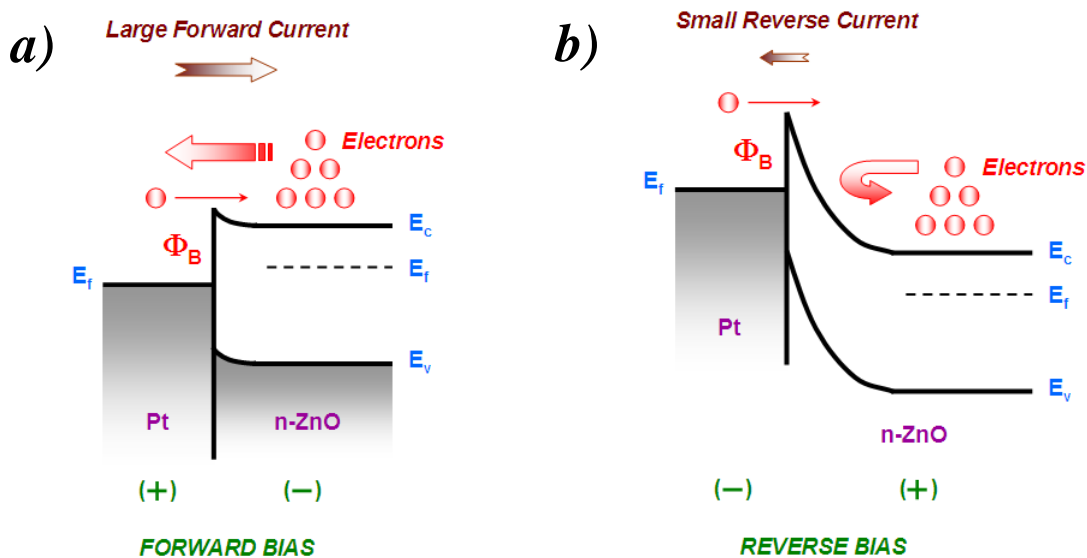 a)
Large Forward Current
Electrons
Φ_B
E_f
E_c
E_f
E_v
Pt
n-ZnO
(+)
(−)
FORWARD BIAS
b)
Small Reverse Current
Φ_B
Electrons
E_f
E_c
E_f
E_v
Pt
n-ZnO
(−)
(+)
REVERSE BIAS